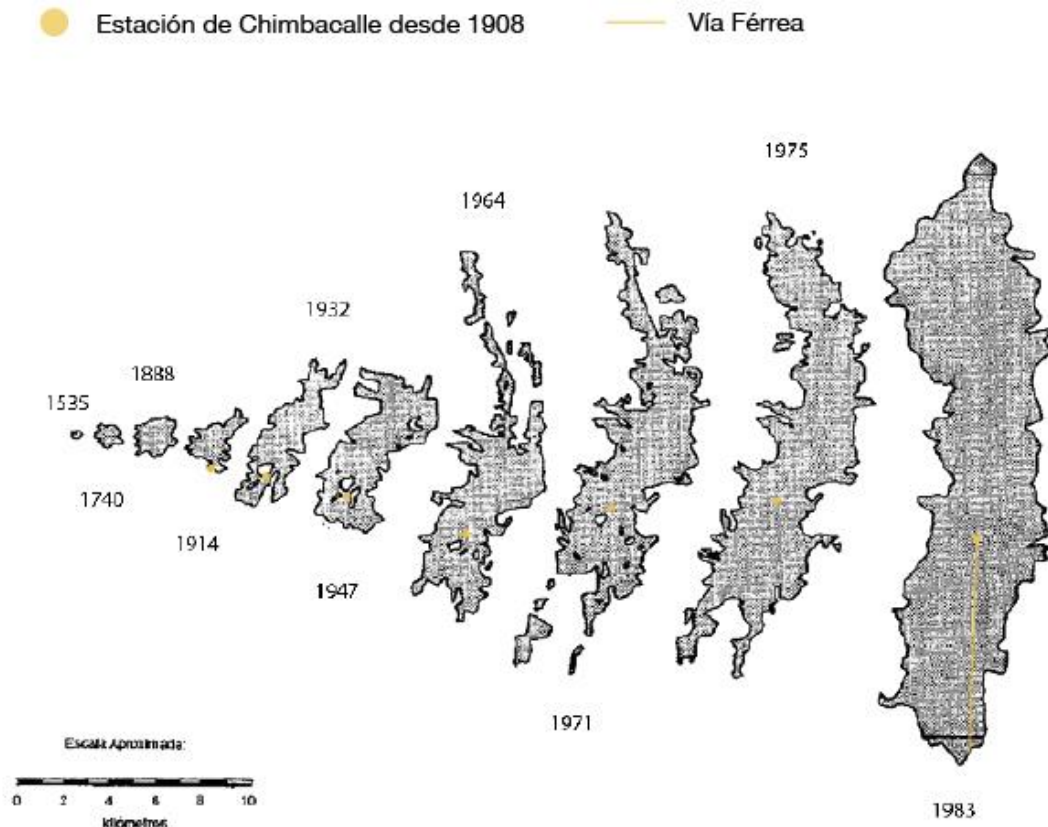 Estación de Chimbacalle desde 1908
Vía Férrea
1975
1964
1932
1888
1535
1740
1914
1947
1971
1983
Escala Aproximada:
0 2 4 6 8 10
kilómetros